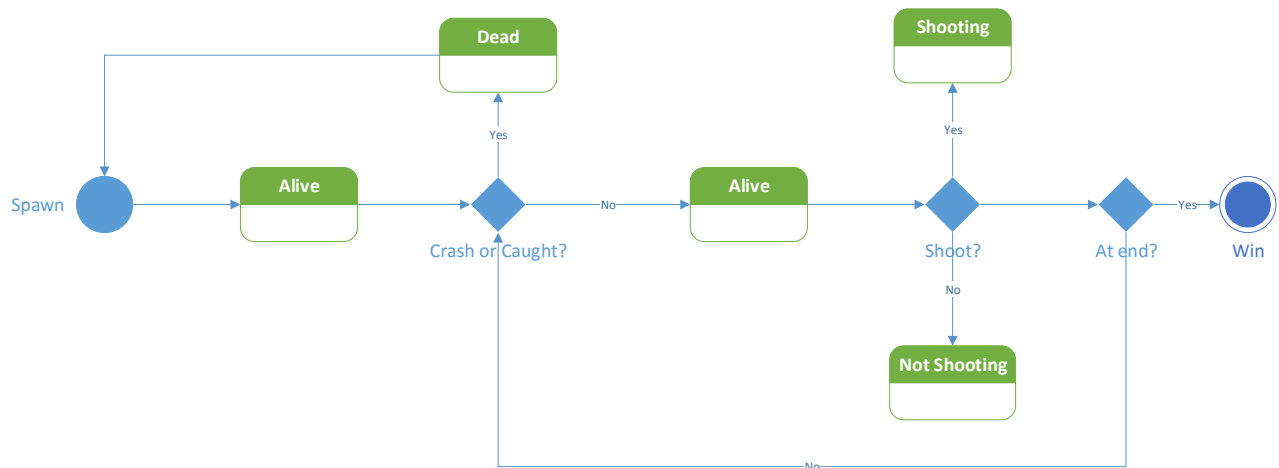 Dead
Shooting
Yes
Yes
Spawn
Alive
No
Alive
Yes
Crash or Caught?
Shoot?
At end?
Win
No
Not Shooting
No